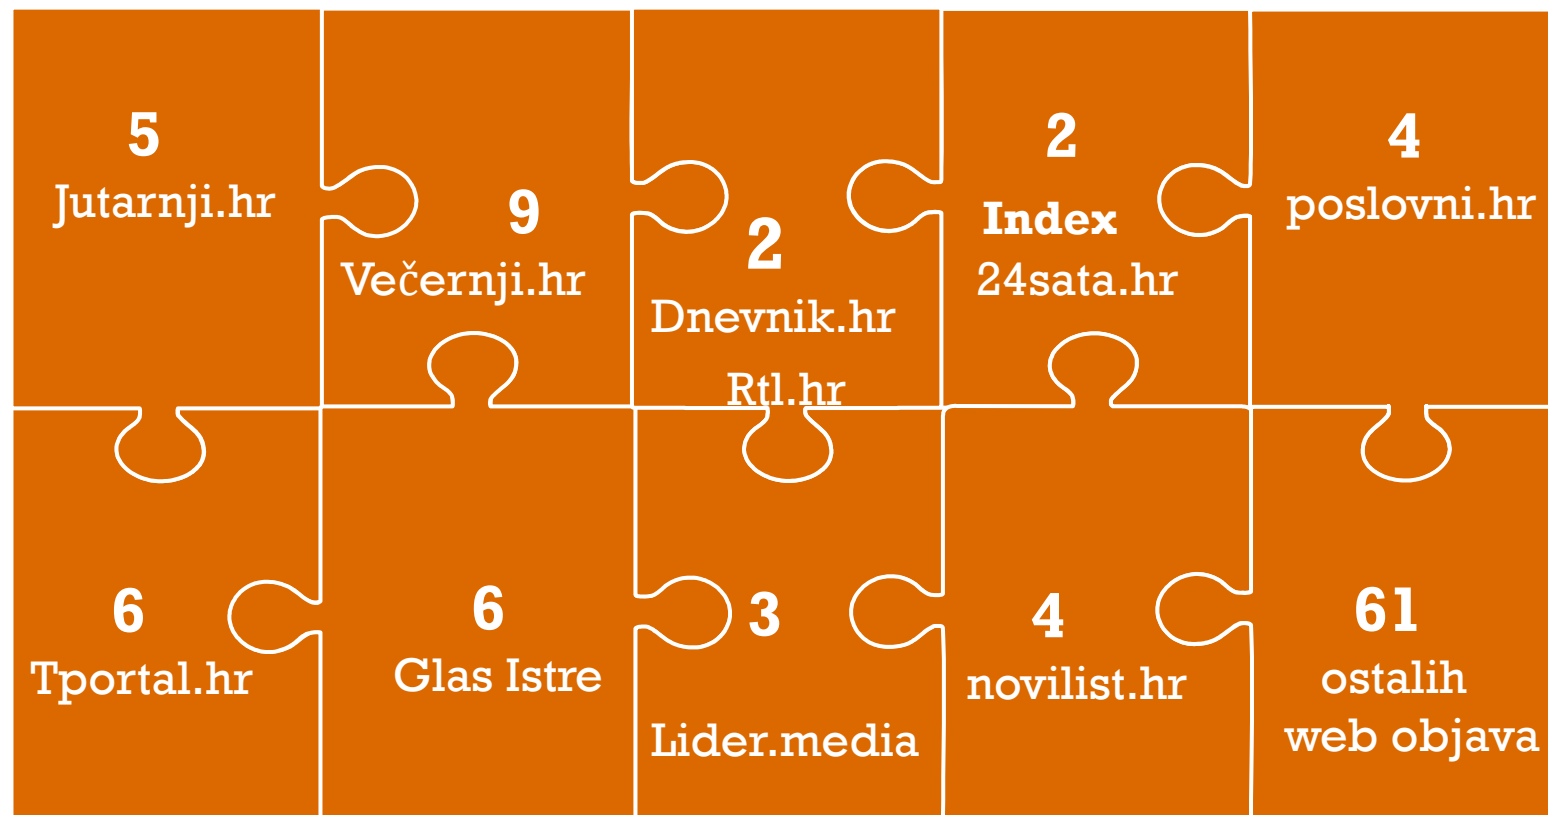 5
Jutarnji.hr
9
Večernji.hr
2
Dnevnik.hr
Rtl.hr
2
Index
24sata.hr
4
poslovni.hr
6
Tportal.hr
6
Glas Istre
3
Lider.media
4
novilist.hr
61
ostalih
web objava